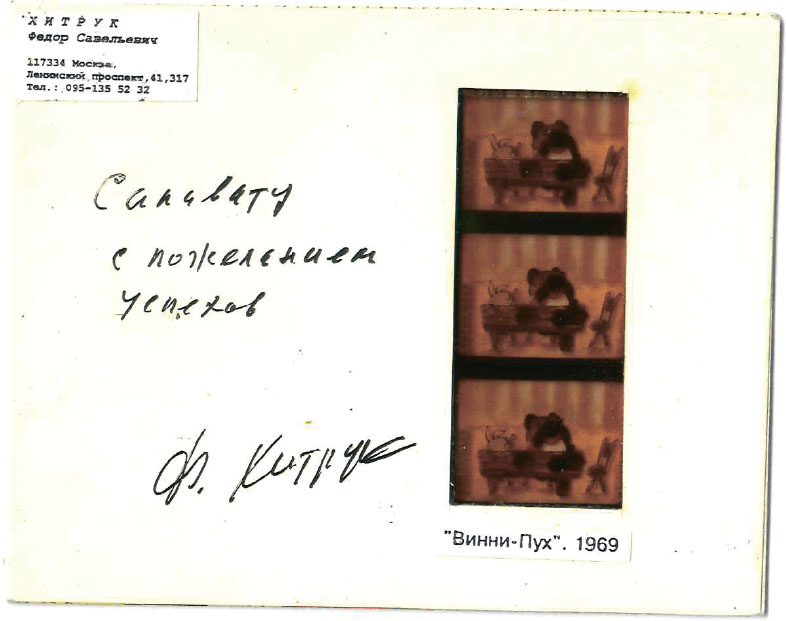 ХИТРУК
Федор Савельевич
117334 Москва,
Ленинский проспект,41,317
Тел.: 095-135 52 32
Салавату
с пожеланием
успехов
Ф. Хитрук
"Винни-Пух". 1969